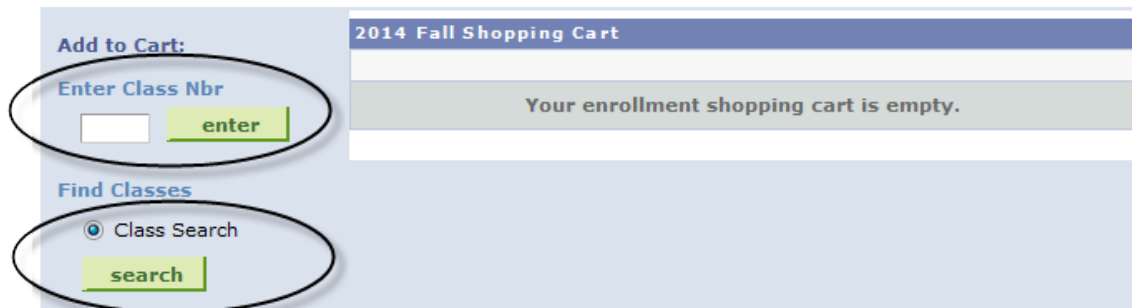 Add to Cart:
Enter Class Nbr
enter
Find Classes
Class Search
search
2014 Fall Shopping Cart
Your enrollment shopping cart is empty.